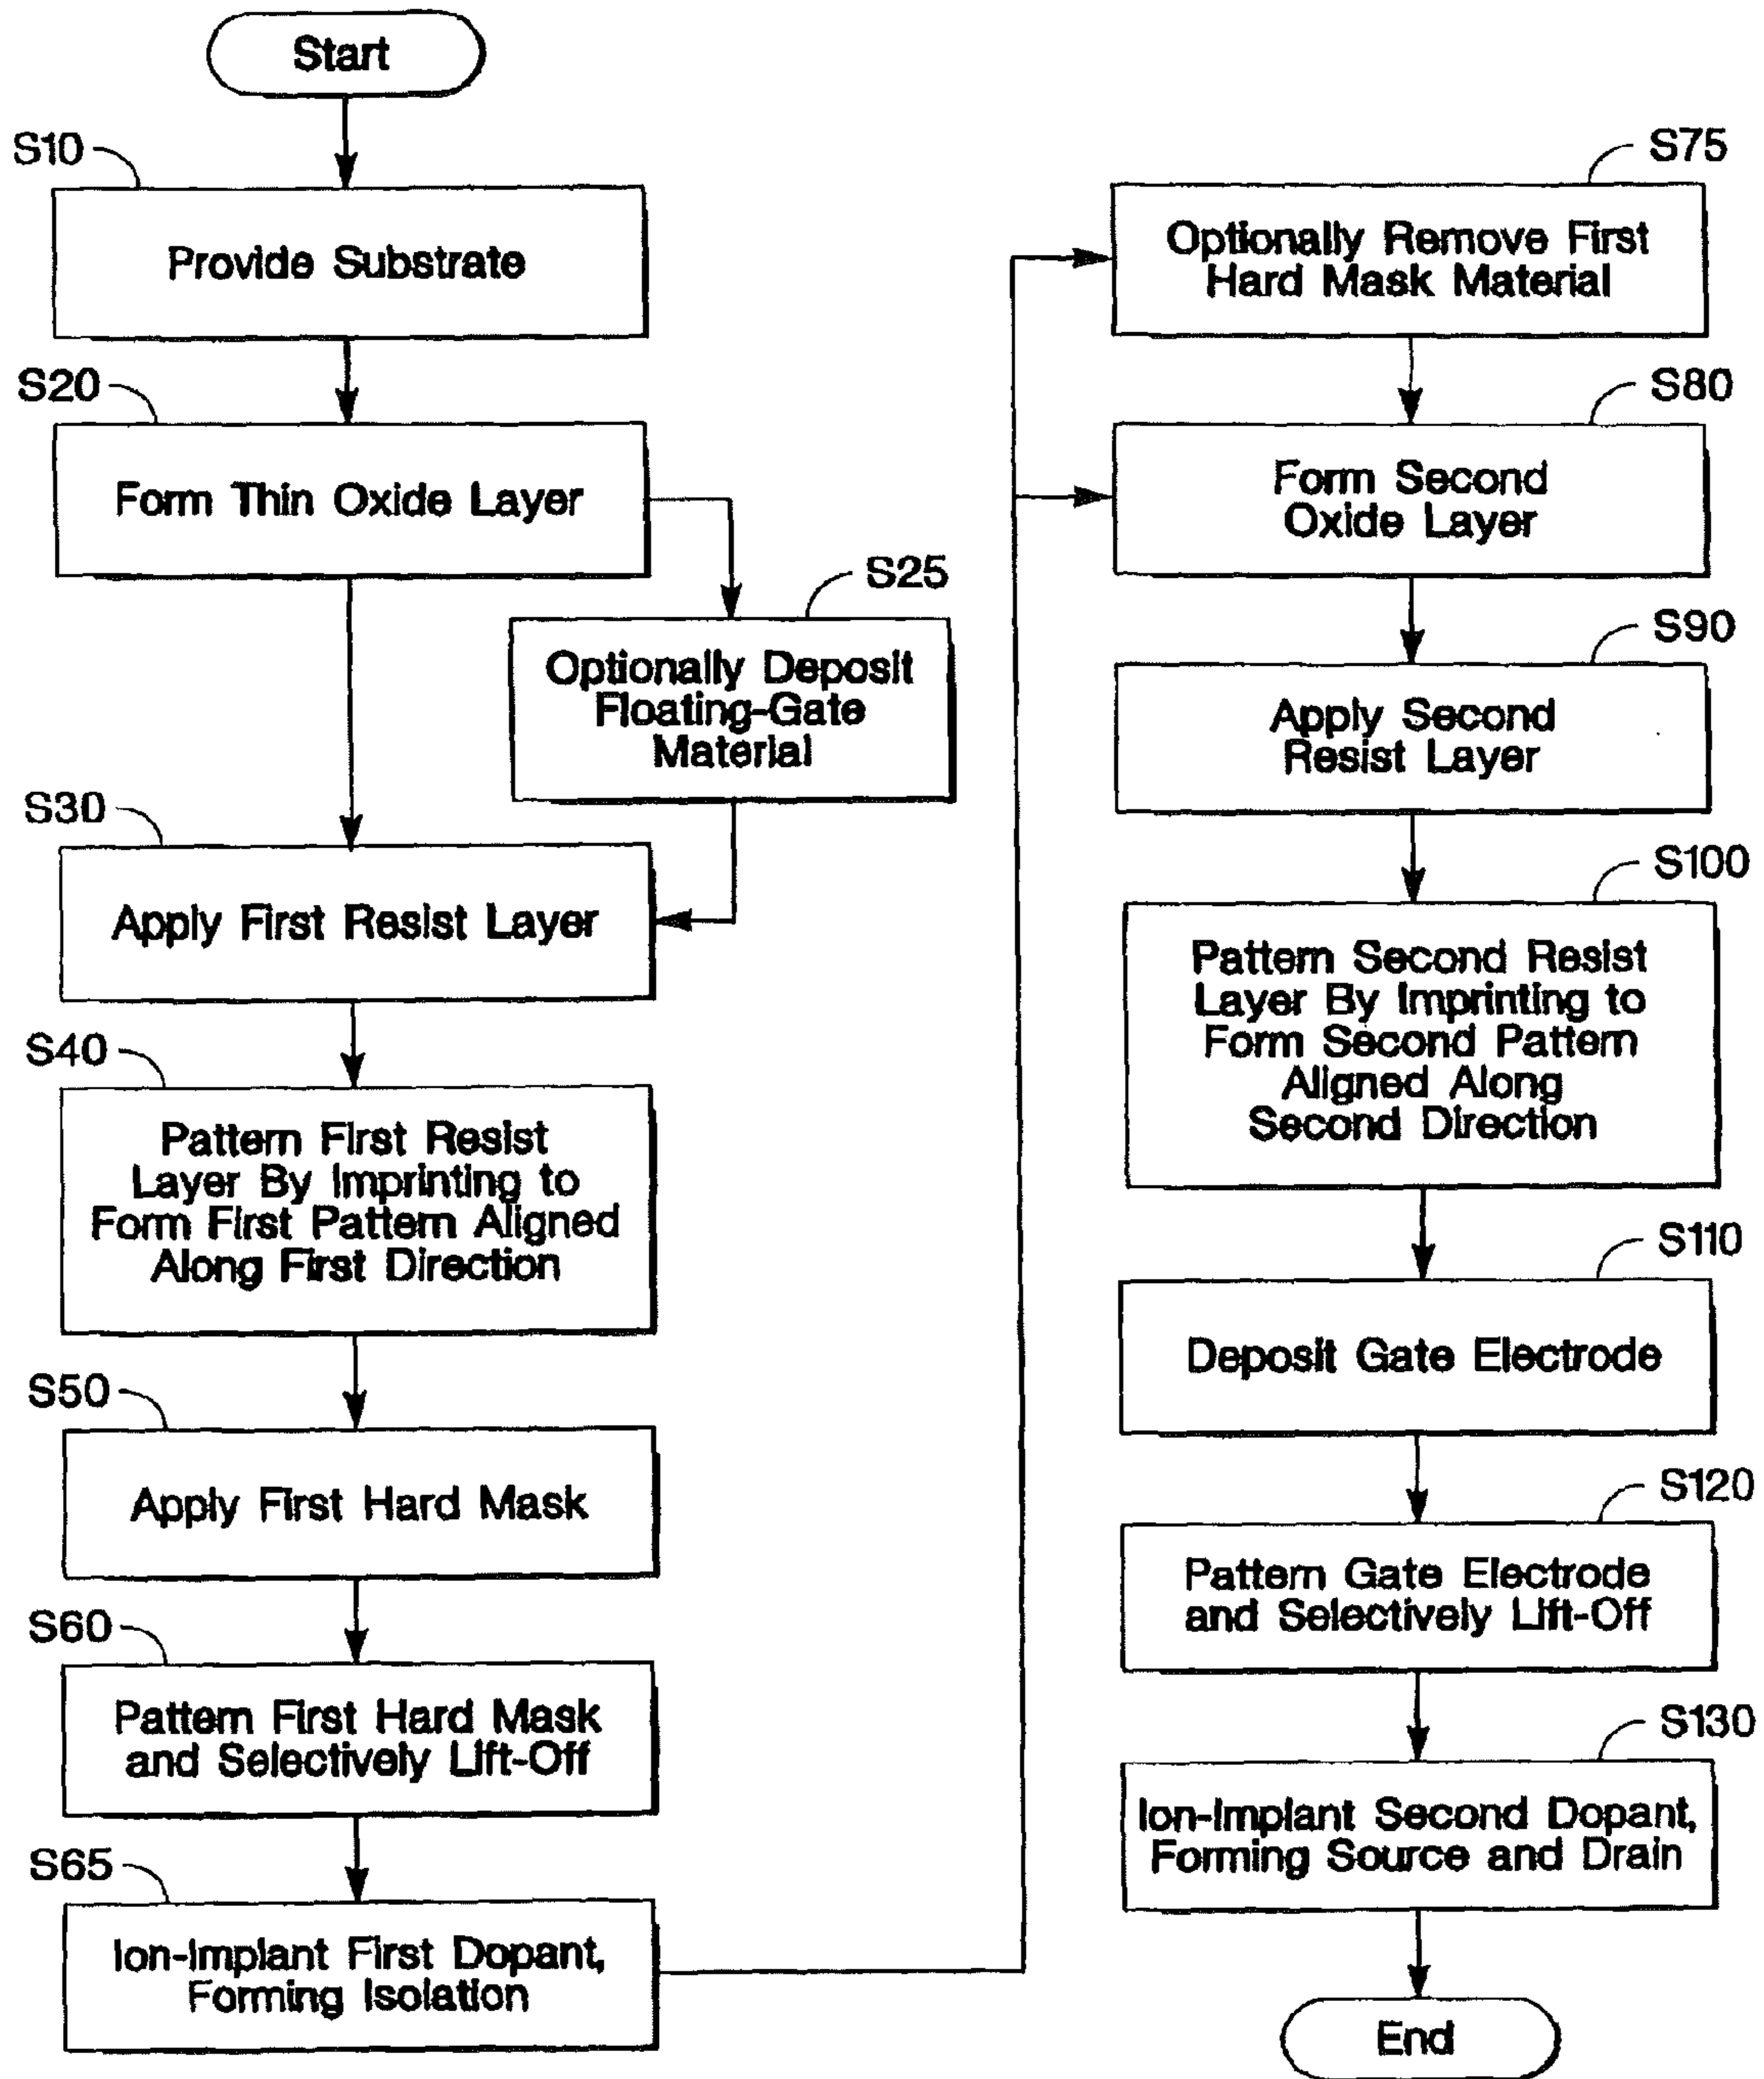 Start
S10
Provide Substrate
S20
Form Thin Oxide Layer
S25
Optionally Deposit
Floating-Gate
Material
S30
Apply First Resist Layer
S40
Pattern First Resist
Layer By Imprinting to
Form First Pattern Aligned
Along First Direction
S50
Apply First Hard Mask
S60
Pattern First Hard Mask
and Selectively Lift-Off
S65
Ion-Implant First Dopant,
Forming Isolation
S75
Optionally Remove First
Hard Mask Material
S80
Form Second
Oxide Layer
S90
Apply Second
Resist Layer
S100
Pattern Second Resist
Layer By Imprinting to
Form Second Pattern
Aligned Along
Second Direction
S110
Deposit Gate Electrode
S120
Pattern Gate Electrode
and Selectively Lift-Off
S130
Ion-Implant Second Dopant,
Forming Source and Drain
End